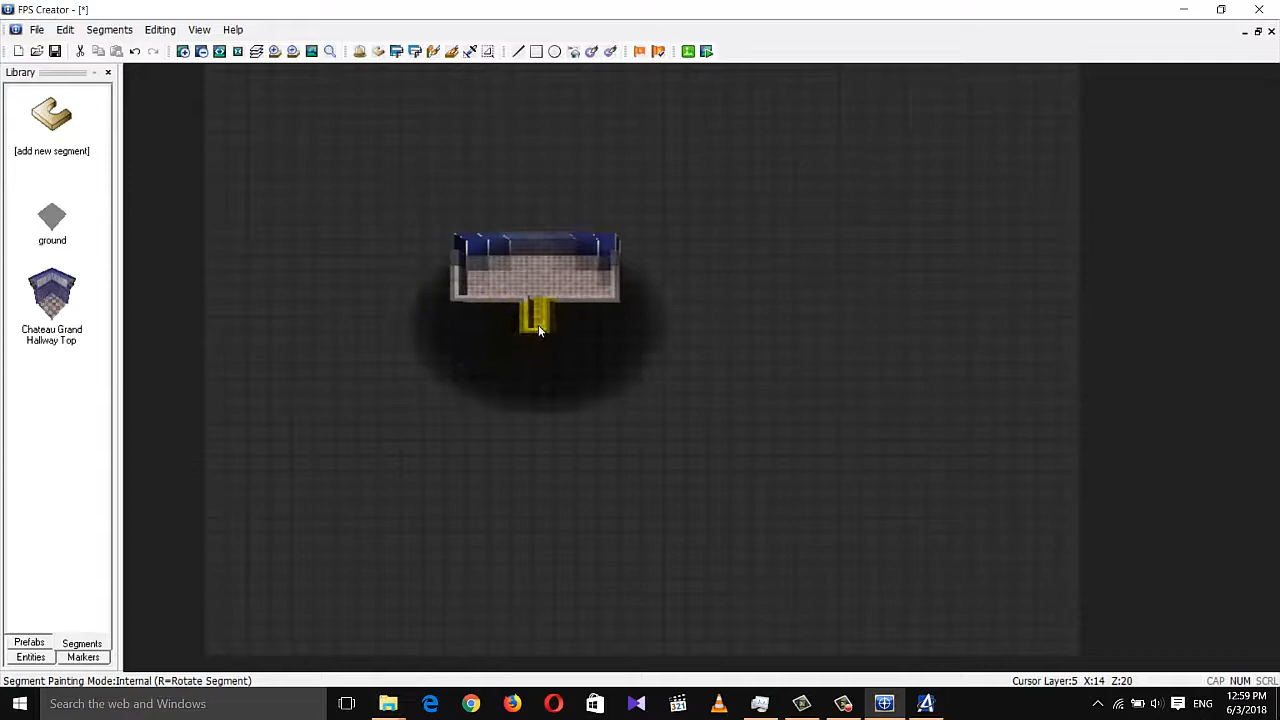 FPS Creator - [*]
File Edit Segments Editing View Help
Library
[add new segment]
ground
Chateau Grand
Hallway Top
Prefabs Segments
Entities Markers
Segment Painting Mode:Internal (R=Rotate Segment) Cursor Layer:5 X:14 Z:20 CAP NUM SCRL
Search the web and Windows
321
ENG
12:59 PM
6/3/2018